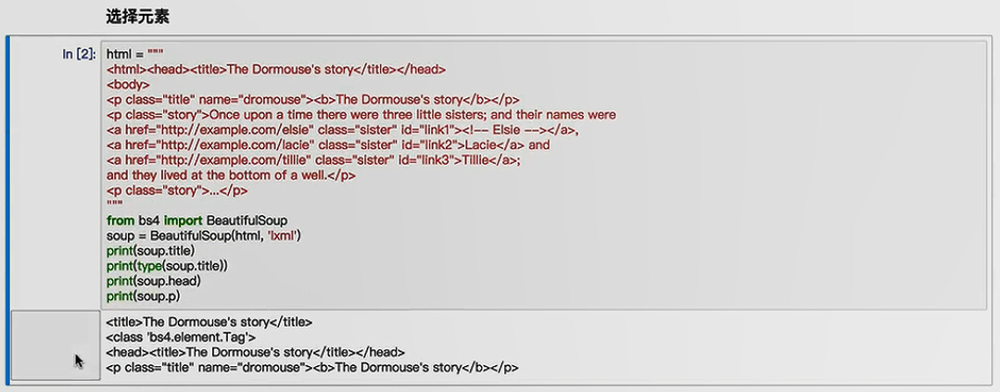 选择元素
In [2]: html = """
<html><head><title>The Dormouse's story</title></head>
<body>
<p class="title" name="dromouse"><b>The Dormouse's story</b></p>
<p class="story">Once upon a time there were three little sisters; and their names were
<a href="http://example.com/elsie" class="sister" id="link1"><!-- Elsie --></a>,
<a href="http://example.com/lacie" class="sister" id="link2">Lacie</a> and
<a href="http://example.com/tillie" class="sister" id="link3">Tillie</a>;
and they lived at the bottom of a well.</p>
<p class="story">...</p>
"""
from bs4 import BeautifulSoup
soup = BeautifulSoup(html, 'lxml')
print(soup.title)
print(type(soup.title))
print(soup.head)
print(soup.p)
<title>The Dormouse's story</title>
<class 'bs4.element.Tag'>
<head><title>The Dormouse's story</title></head>
<p class="title" name="dromouse"><b>The Dormouse's story</b></p>